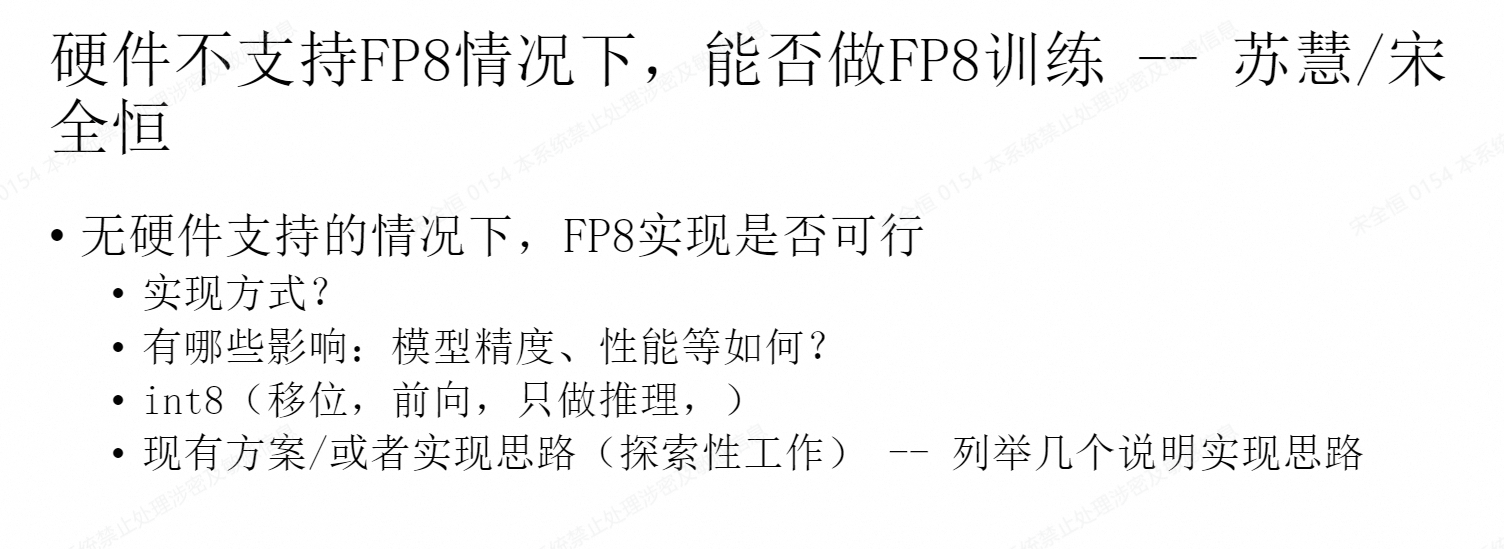 硬件不支持FP8情况下，能否做FP8训练 -- 苏慧/宋
全恒
• 无硬件支持的情况下，FP8实现是否可行
• 实现方式？
• 有哪些影响：模型精度、性能等如何？
• int8（移位，前向，只做推理，）
• 现有方案/或者实现思路（探索性工作） -- 列举几个说明实现思路
宋全恒 0154 本系统禁止处理涉密及敏感信息